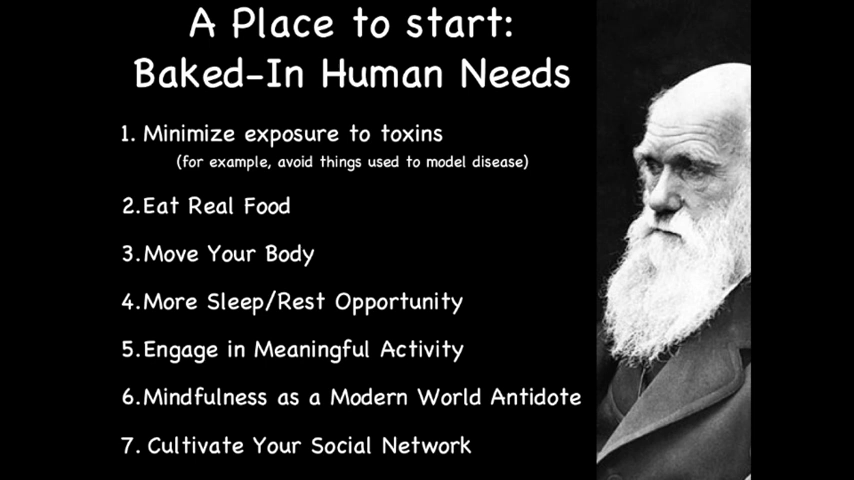 A Place to start:
Baked-In Human Needs
1. Minimize exposure to toxins
(for example, avoid things used to model disease)
2.Eat Real Food
3.Move Your Body
4.More Sleep/Rest Opportunity
5.Engage in Meaningful Activity
6.Mindfulness as a Modern World Antidote
7. Cultivate Your Social Network